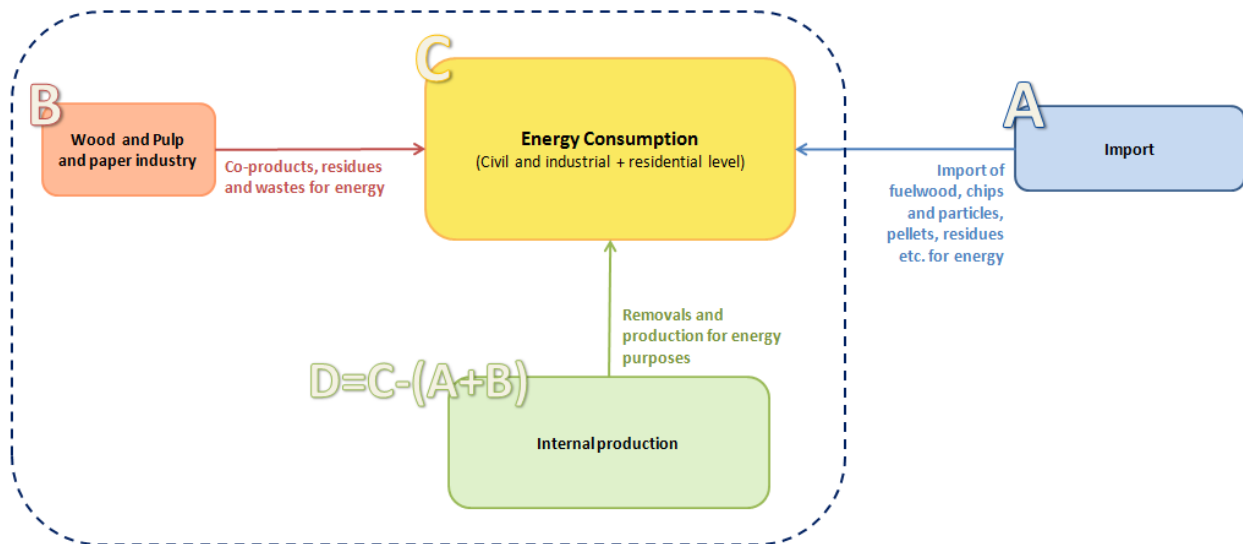 B
Wood and Pulp
and paper industry
Co-products, residues
and wastes for energy
C
Energy Consumption
(Civil and industrial + residential level)
A
Import
Import of
fuelwood, chips
and particles,
pellets, residues
etc. for energy
Removals and
production for energy
purposes
D=C-(A+B)
Internal production